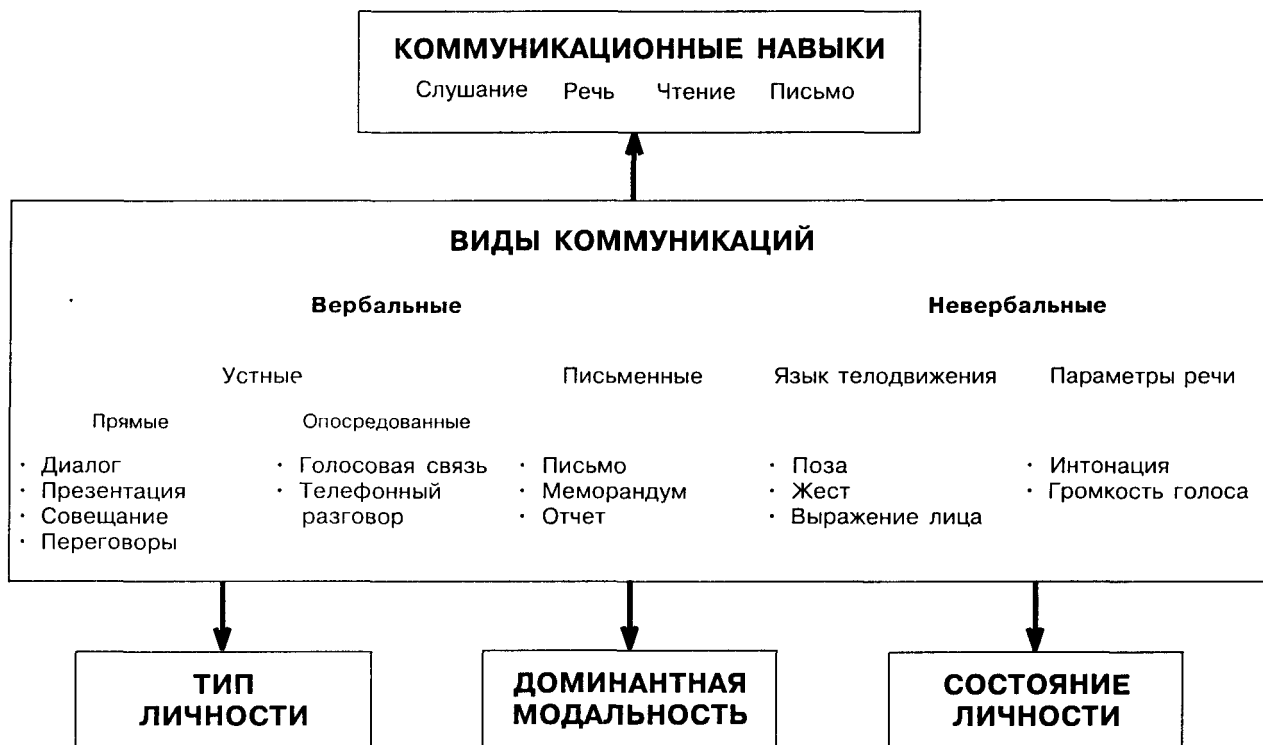 КОММУНИКАЦИОННЫЕ НАВЫКИ
Слушание Речь Чтение Письмо
ВИДЫ КОММУНИКАЦИЙ
Вербальные Невербальные
Устные Письменные Язык телодвижения Параметры речи
Прямые Опосредованные
· Диалог
· Презентация
· Совещание
· Переговоры
· Голосовая связь
· Телефонный
разговор
· Письмо
· Меморандум
· Отчет
· Поза
· Жест
· Выражение лица
· Интонация
· Громкость голоса
ТИП
ЛИЧНОСТИ
ДОМИНАНТНАЯ
МОДАЛЬНОСТЬ
СОСТОЯНИЕ
ЛИЧНОСТИ